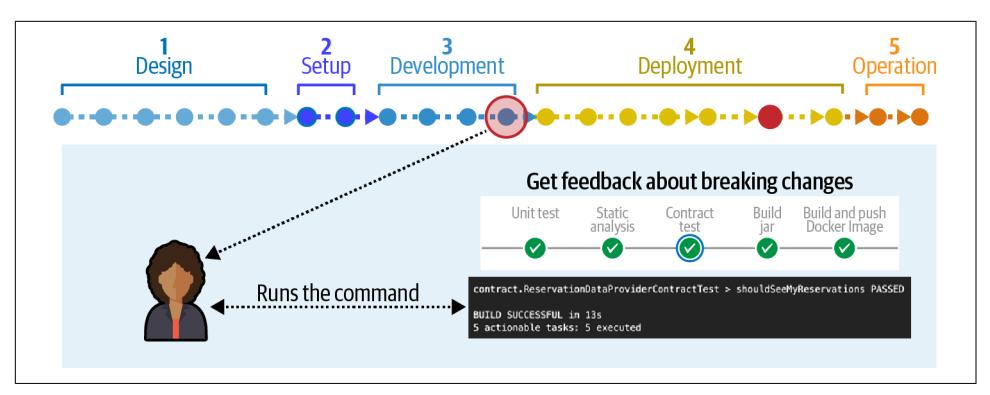 1
Design
2
Setup
3
Development
4
Deployment
5
Operation
Get feedback about breaking changes
Unit test
Static
analysis
Contract
test
Build
jar
Build and push
Docker Image
Runs the command
contract.ReservationDataProviderContractTest > shouldSeeMyReservations PASSED
BUILD SUCCESSFUL in 13s
5 actionable tasks: 5 executed